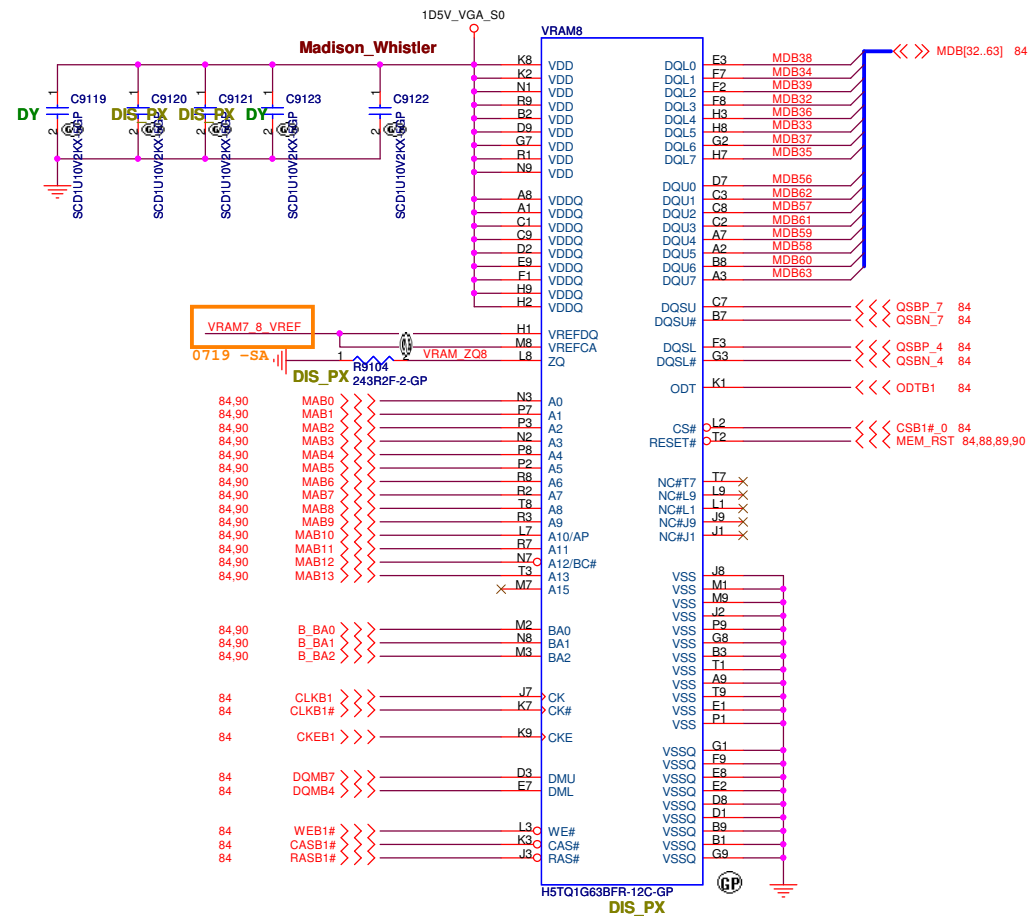 1D5V_VGA_S0
VRAM8
Madison_Whistler
DY
1 C9119 2 SCD1U10V2KX-
DIS_PX
1 C9120 2 SCD1U10V2KX-
DIS_PX
1 C9121 2 SCD1U10V2KX-
DY
1 C9123 2 SCD1U10V2KX-
1 C9122 2 SCD1U10V2KX-
K8 VDD
K2 VDD
N1 VDD
R9 VDD
B2 VDD
D9 VDD
G7 VDD
R1 VDD
N9 VDD
A8 VDDQ
A1 VDDQ
C1 VDDQ
C9 VDDQ
D2 VDDQ
E9 VDDQ
F1 VDDQ
H9 VDDQ
H2 VDDQ
VRAM7_8_VREF
0719 -SA
H1 VREFDQ
M8 VREFCA
1 R9104 VRAM_ZQ8 L8 ZQ
DIS_PX 243R2F-2-GP
84,90 MAB0 N3 A0
84,90 MAB1 P7 A1
84,90 MAB2 P3 A2
84,90 MAB3 N2 A3
84,90 MAB4 P8 A4
84,90 MAB5 P2 A5
84,90 MAB6 R8 A6
84,90 MAB7 R2 A7
84,90 MAB8 T8 A8
84,90 MAB9 R3 A9
84,90 MAB10 L7 A10/AP
84,90 MAB11 R7 A11
84,90 MAB12 N7 A12/BC#
84,90 MAB13 T3 A13
M7 A15
84,90 B_BA0 M2 BA0
84,90 B_BA1 N8 BA1
84,90 B_BA2 M3 BA2
84 CLKB1 J7 CK
84 CLKB1# K7 CK#
84 CKEB1 K9 CKE
84 DQMB7 D3 DMU
84 DQMB4 E7 DML
84 WEB1# L3 WE#
84 CASB1# K3 CAS#
84 RASB1# J3 RAS#
DQL0 E3 MDB38
DQL1 F7 MDB34
DQL2 F2 MDB39
DQL3 F8 MDB32
DQL4 H3 MDB36
DQL5 H8 MDB33
DQL6 G2 MDB37
DQL7 H7 MDB35
MDB[32..63] 84
DQU0 D7 MDB56
DQU1 C3 MDB62
DQU2 C8 MDB57
DQU3 C2 MDB61
DQU4 A7 MDB59
DQU5 A2 MDB58
DQU6 B8 MDB60
DQU7 A3 MDB63
DQSU C7 QSBP_7 84
DQSU# B7 QSBN_7 84
DQSL F3 QSBP_4 84
DQSL# G3 QSBN_4 84
ODT K1 ODTB1 84
CS# L2 CSB1#_0 84
RESET# T2 MEM_RST 84,88,89,90
NC#T7 T7
NC#L9 L9
NC#L1 L1
NC#J9 J9
NC#J1 J1
VSS J8
VSS M1
VSS M9
VSS J2
VSS P9
VSS G8
VSS B3
VSS T1
VSS A9
VSS T9
VSS E1
VSS P1
VSSQ G1
VSSQ F9
VSSQ E8
VSSQ E2
VSSQ D8
VSSQ D1
VSSQ B9
VSSQ B1
VSSQ G9
GP
H5TQ1G63BFR-12C-GP
DIS_PX